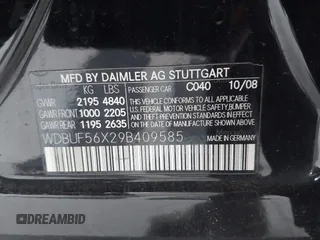 MFD BY DAIMLER AG STUTTGART
KG LBS PASSENGER CAR C040 10/08
GVWR 2195 4840
GAWR FRONT 1000 2205
GAWR REAR 1195 2635
THIS VEHICLE CONFORMS TO ALL APPLICABLE
FEDERAL MOTOR VEHICLE SAFETY, BUMPER,
AND THEFT PREVENTION STANDARDS IN
EFFECT ON THE DATE OF MANUFACTURE
SHOWN ABOVE.
WDBUF56X29B409585
MADE IN GERMANY
DREAMBID
DREAMBID